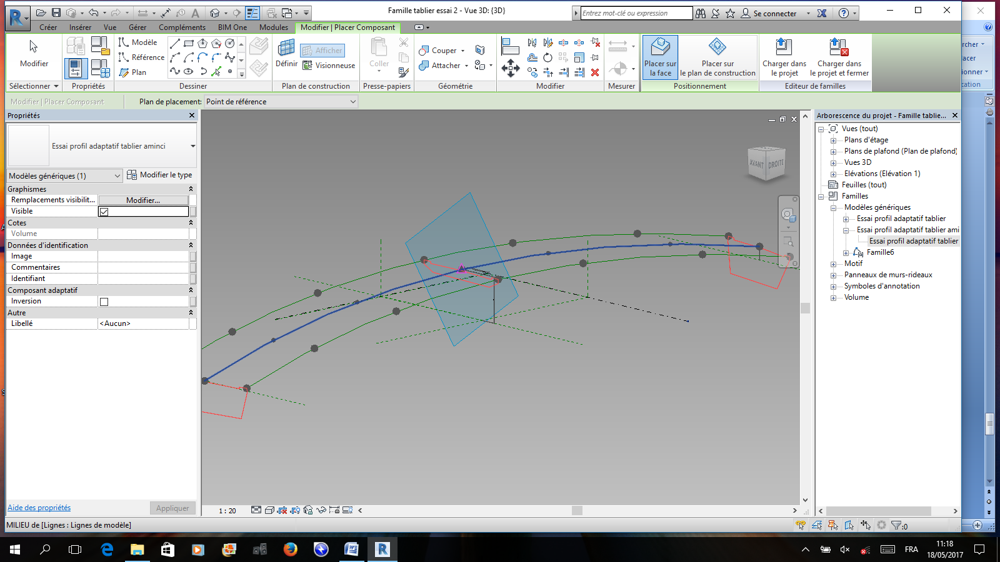 Famille tablier essai 2 - Vue 3D: {3D}
Entrez mot-clé ou expression
Se connecter
Créer Insérer Vue Gérer Compléments BIM One Modules Modifier | Placer Composant
Modifier
Modèle
Référence
Plan
Définir
Afficher
Visionneuse
Coller
Couper
Attacher
Placer sur
la face
Placer sur
le plan de construction
Charger dans
le projet
Charger dans
le projet et fermer
Sélectionner Propriétés Dessiner Plan de construction Presse-papiers Géométrie Modifier Mesurer Positionnement Editeur de familles
Modifier | Placer Composant Plan de placement: Point de référence
Propriétés
Essai profil adaptatif tablier aminci
Modèles génériques (1) Modifier le type
Graphismes
Remplacements visibilit... Modifier...
Visible
Cotes
Volume
Données d'identification
Image
Commentaires
Identifiant
Composant adaptatif
Inversion
Autre
Libellé <Aucun>
Aide des propriétés Appliquer
AVANT DROITE
1 : 20
Arborescence du projet - Famille tablie...
Vues (tout)
Plans d'étage
Plans de plafond (Plan de plafond)
Vues 3D
Elévations (Elévation 1)
Feuilles (tout)
Familles
Modèles génériques
Essai profil adaptatif tablier
Essai profil adaptatif tablier ami
Essai profil adaptatif tablier
Famille6
Motif
Panneaux de murs-rideaux
Symboles d'annotation
Volume
MILIEU de [Lignes : Lignes de modèle]
:0
FRA
11:18
18/05/2017